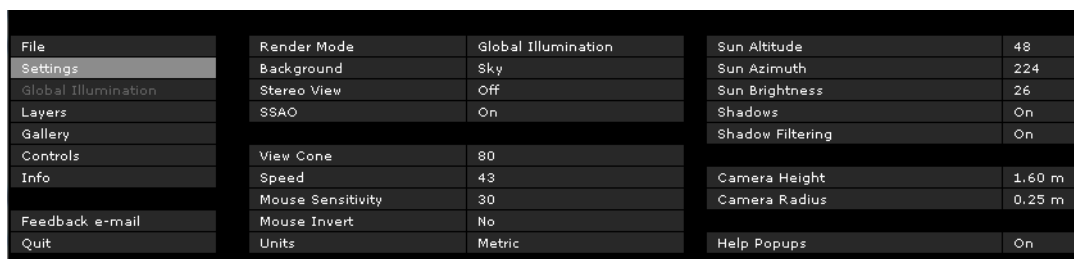 File
Settings
Global Illumination
Layers
Gallery
Controls
Info
Feedback e-mail
Quit
Render Mode Global Illumination
Background Sky
Stereo View Off
SSAO On
View Cone 80
Speed 43
Mouse Sensitivity 30
Mouse Invert No
Units Metric
Sun Altitude 48
Sun Azimuth 224
Sun Brightness 26
Shadows On
Shadow Filtering On
Camera Height 1.60 m
Camera Radius 0.25 m
Help Popups On